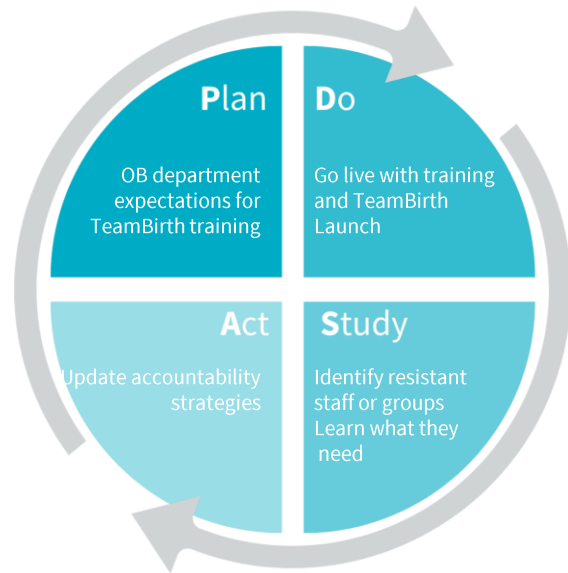 Plan
OB department
expectations for
TeamBirth training
Do
Go live with training
and TeamBirth
Launch
Act
Update accountability
strategies
Study
Identify resistant
staff or groups
Learn what they
need